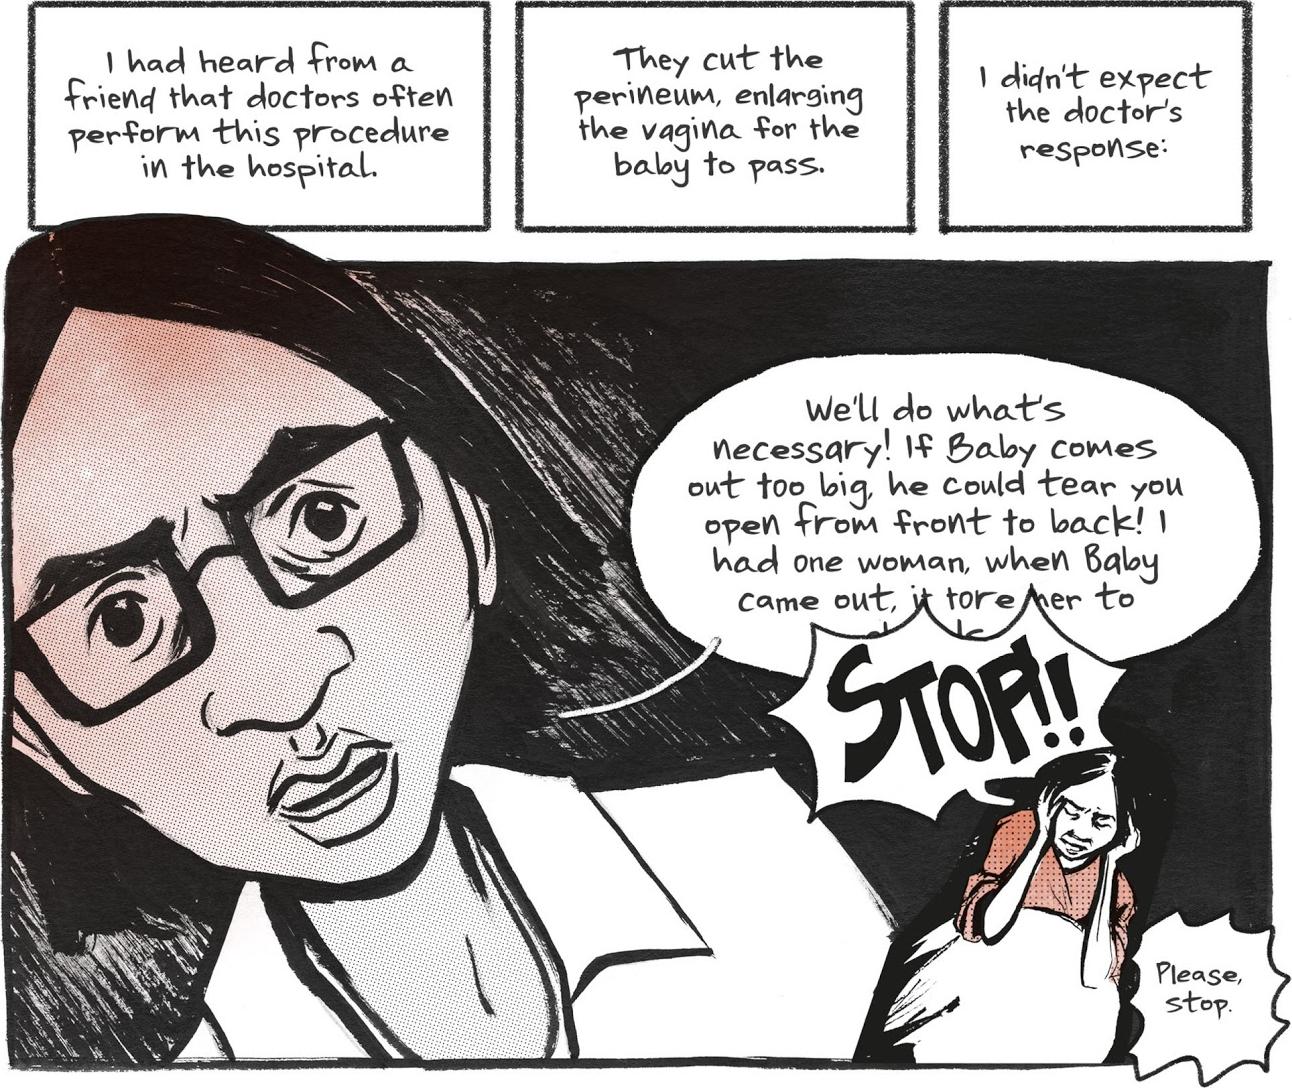 I had heard from a
friend that doctors often
perform this procedure
in the hospital.
They cut the
perineum, enlarging
the vagina for the
baby to pass.
I didn't expect
the doctor's
response:
We'll do what's
necessary! If Baby comes
out too big, he could tear you
open from front to back! I
had one woman, when Baby
came out, it tore her to
STOP!!
Please,
stop.